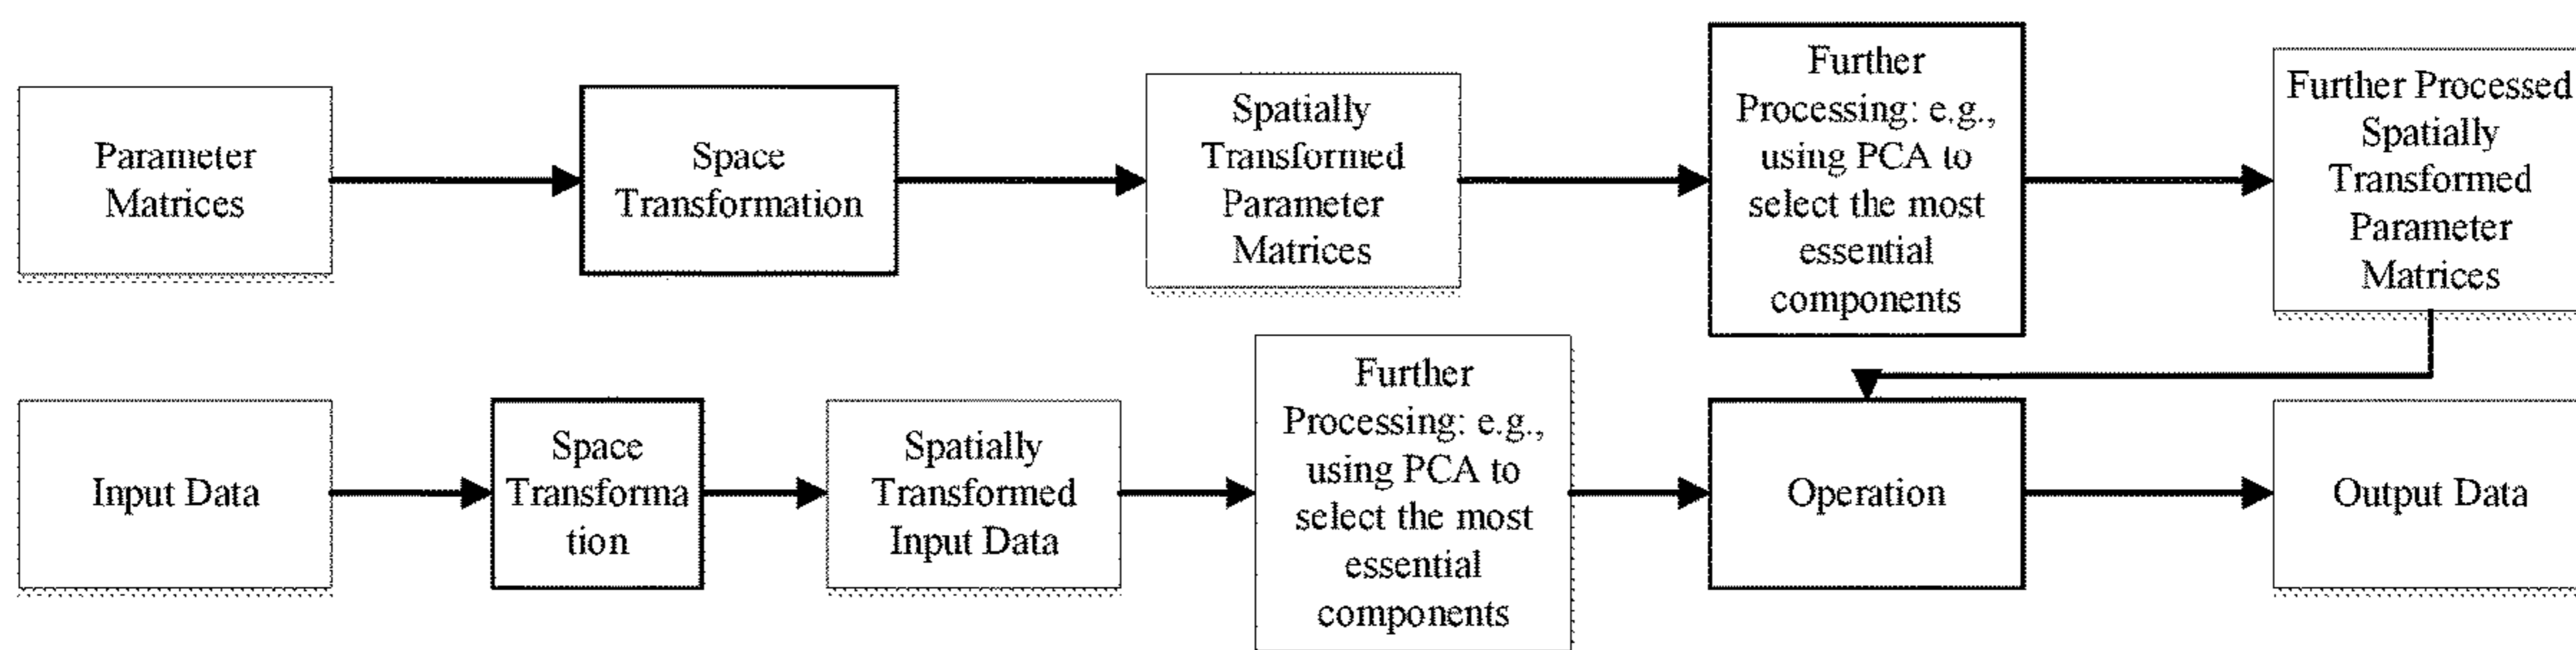 Parameter
Matrices
Space
Transformation
Spatially
Transformed
Parameter
Matrices
Further
Processing: e.g.,
using PCA to
select the most
essential
components
Further Processed
Spatially
Transformed
Parameter
Matrices
Input Data
Space
Transforma
tion
Spatially
Transformed
Input Data
Further
Processing: e.g.,
using PCA to
select the most
essential
components
Operation
Output Data